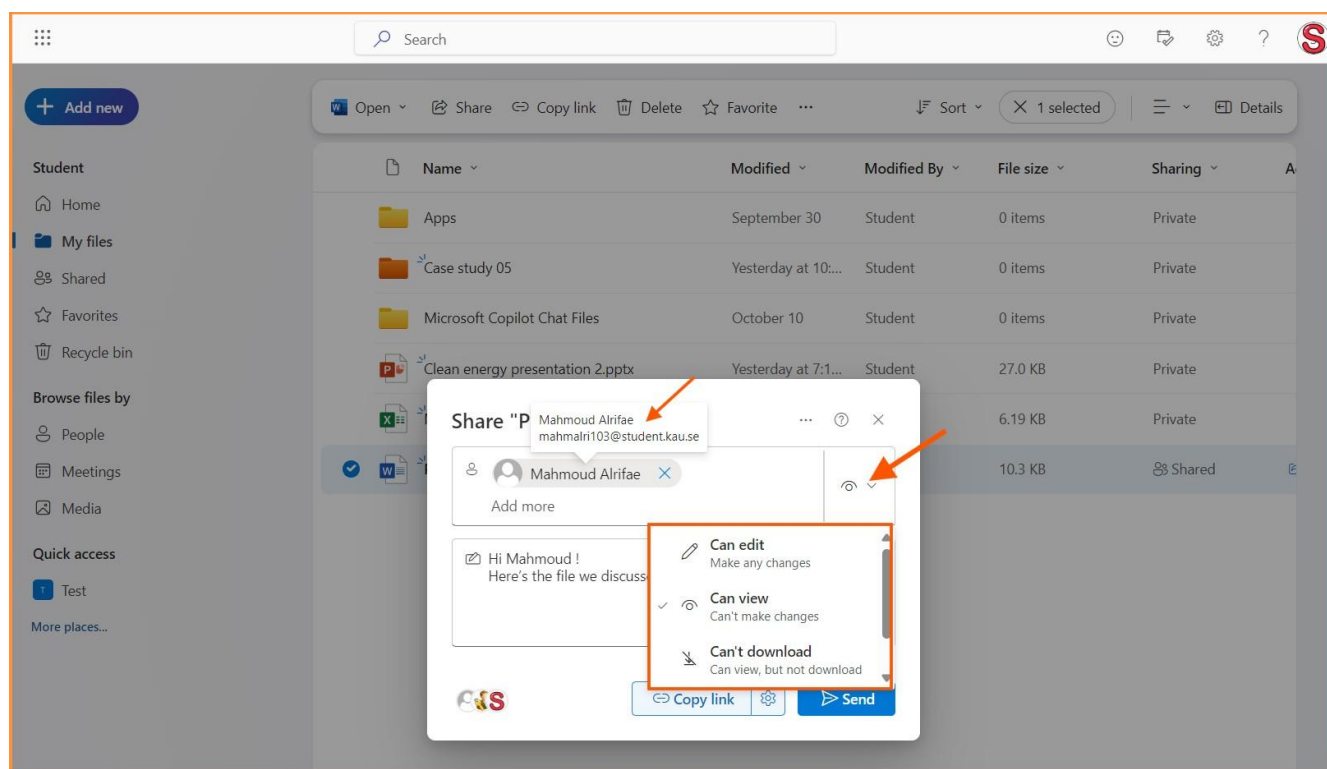 Search
S
Add new
Open Share Copy link Delete Favorite ... Sort 1 selected Details
Student
Home
My files
Shared
Favorites
Recycle bin
Browse files by
People
Meetings
Media
Quick access
T Test
More places...
Name Modified Modified By File size Sharing A
Apps September 30 Student 0 items Private
Case study 05 Yesterday at 10:... Student 0 items Private
Microsoft Copilot Chat Files October 10 Student 0 items Private
Clean energy presentation 2.pptx Yesterday at 7:1... Student 27.0 KB Private
6.19 KB Private
10.3 KB Shared
Share "P
Mahmoud Alrifae
mahmalri103@student.kau.se
Mahmoud Alrifae
Add more
Hi Mahmoud !
Here's the file we discuss
Can edit
Make any changes
Can view
Can't make changes
Can't download
Can view, but not download
S
Copy link
Send